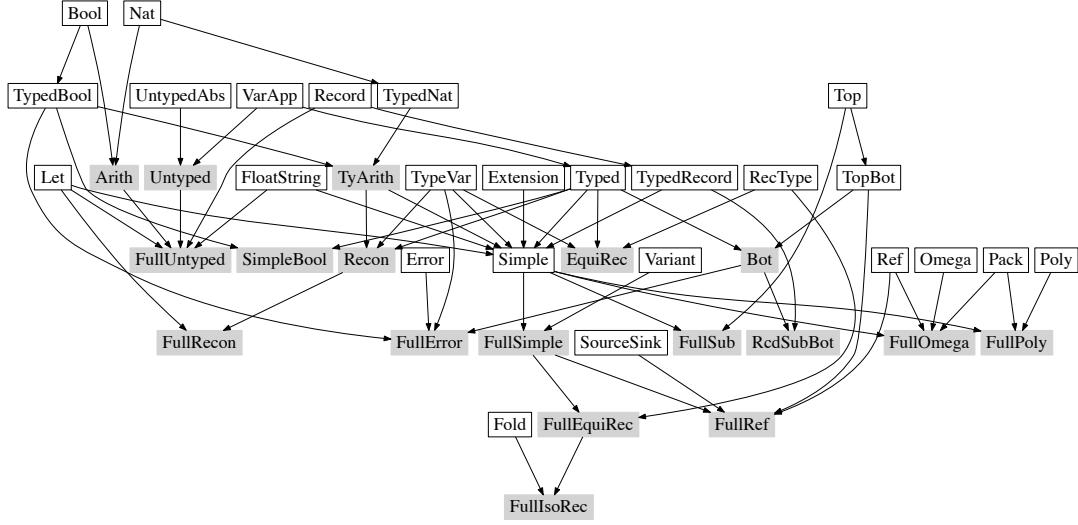 Bool
Nat
TypedBool
UntypedAbs
VarApp
Record
TypedNat
Top
Let
Arith
Untyped
FloatString
TyArith
TypeVar
Extension
Typed
TypedRecord
RecType
TopBot
FullUntyped
SimpleBool
Recon
Error
Simple
EquiRec
Variant
Bot
Ref
Omega
Pack
Poly
FullRecon
FullError
FullSimple
SourceSink
FullSub
RcdSubBot
FullOmega
FullPoly
Fold
FullEquiRec
FullRef
FullIsoRec